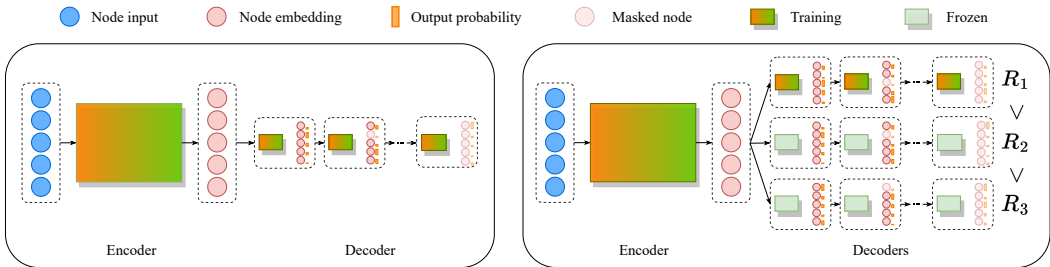 Node input Node embedding Output probability Masked node Training Frozen
R₁
∨
R₂
∨
R₃
Encoder Decoder Encoder Decoders